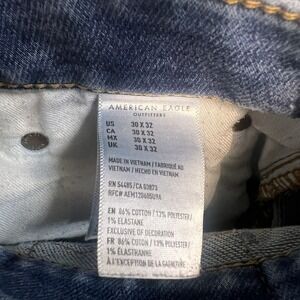 AMERICAN EAGLE
OUTFITTERS
US 30 X 32
CA 30 X 32
MX 30 X 32
UK 30 X 32
MADE IN VIETNAM / FABRIQUÉ AU
VIETNAM / HECHO EN VIETNAM
RN 54485/CA 03873
EN 86% COTTON / 13% POLYESTER/
1% ELASTANE
EXCLUSIVE OF DECORATION
FR 86% COTON / 13% POLYESTER/
1% ÉLASTHANNE
À L'EXCEPTION DE LA GARNITURE